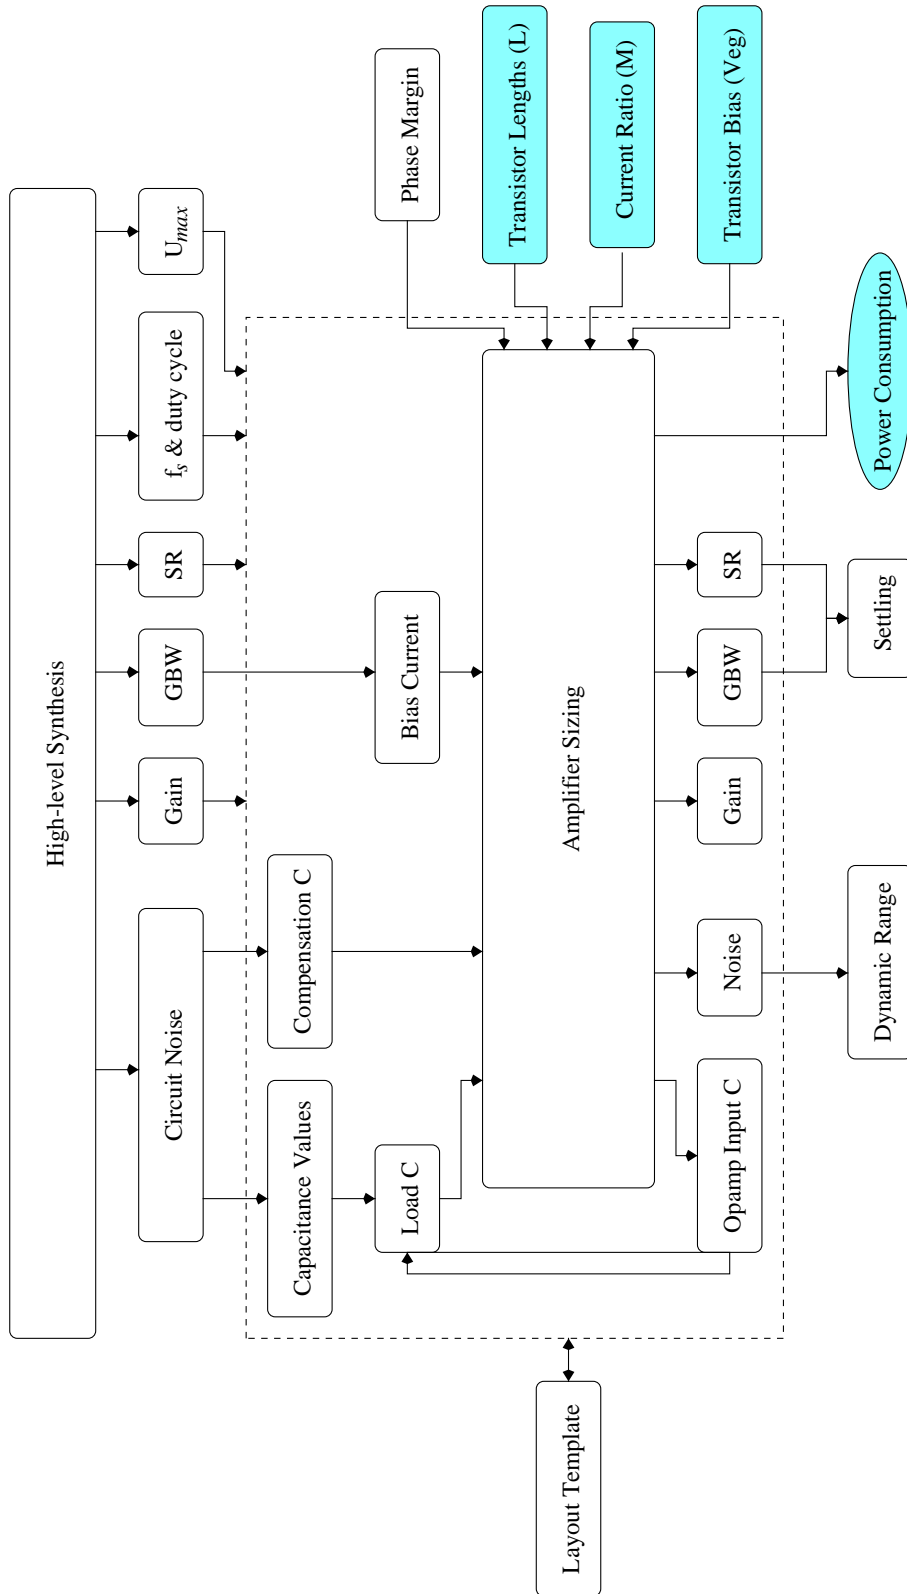 High-level Synthesis
Circuit Noise
Gain
GBW
SR
fs & duty cycle
Umax
Capacitance Values
Compensation C
Load C
Bias Current
Phase Margin
Amplifier Sizing
Transistor Lengths (L)
Current Ratio (M)
Transistor Bias (Veg)
Layout Template
Opamp Input C
Noise
Gain
GBW
SR
Dynamic Range
Settling
Power Consumption